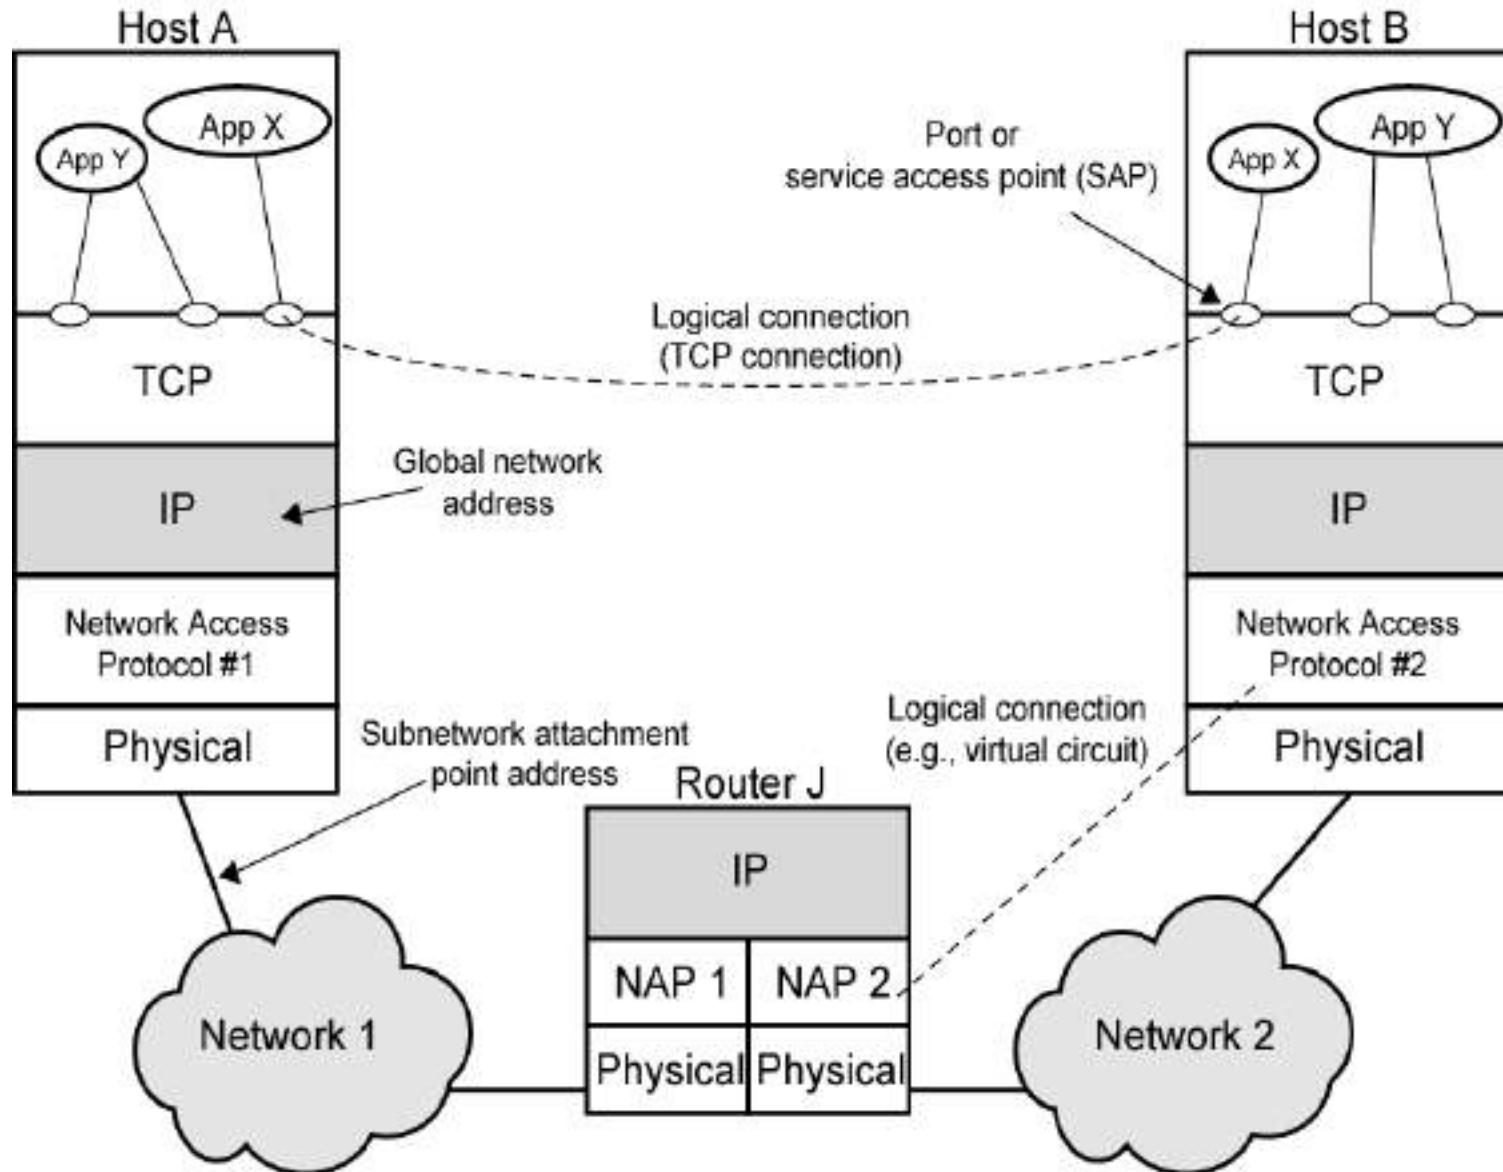 Host A
App Y
App X
TCP
IP
Network Access
Protocol #1
Physical
Port or
service access point (SAP)
Logical connection
(TCP connection)
Global network
address
Subnetwork attachment
point address
Host B
App X
App Y
TCP
IP
Network Access
Protocol #2
Physical
Logical connection
(e.g., virtual circuit)
Router J
IP
NAP 1
NAP 2
Physical
Physical
Network 1
Network 2